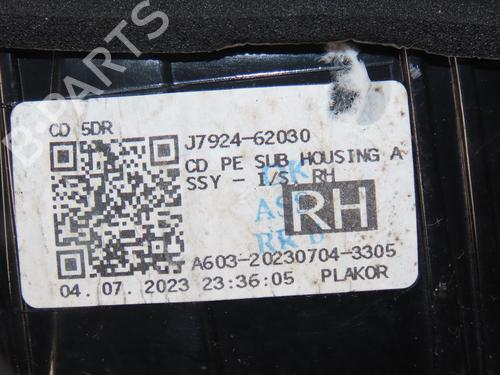 CD 5DR
J7924-62030
CD PE SUB HOUSING A
SSY - I/S, RH
RH
A603-20230704-3305
04. 07. 2023 23:36:05 PLAKOR
B-PARTS